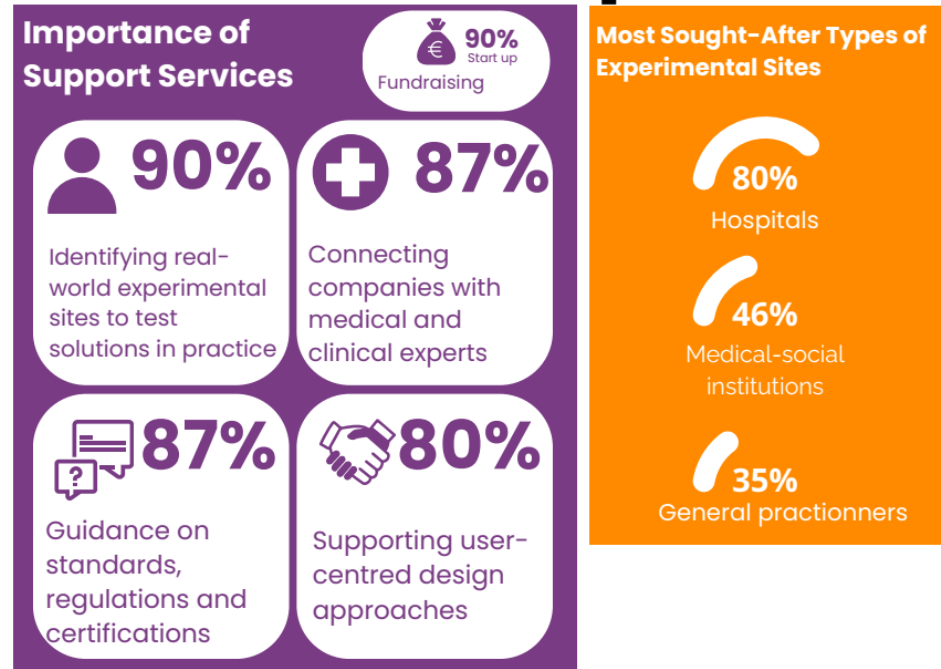 Importance of
Support Services
€
90%
Start up
Fundraising
90%
Identifying real-
world experimental
sites to test
solutions in practice
87%
Connecting
companies with
medical and
clinical experts
?
87%
Guidance on
standards,
regulations and
certifications
80%
Supporting user-
centred design
approaches
Most Sought-After Types of
Experimental Sites
80%
Hospitals
46%
Medical-social
institutions
35%
General practionners